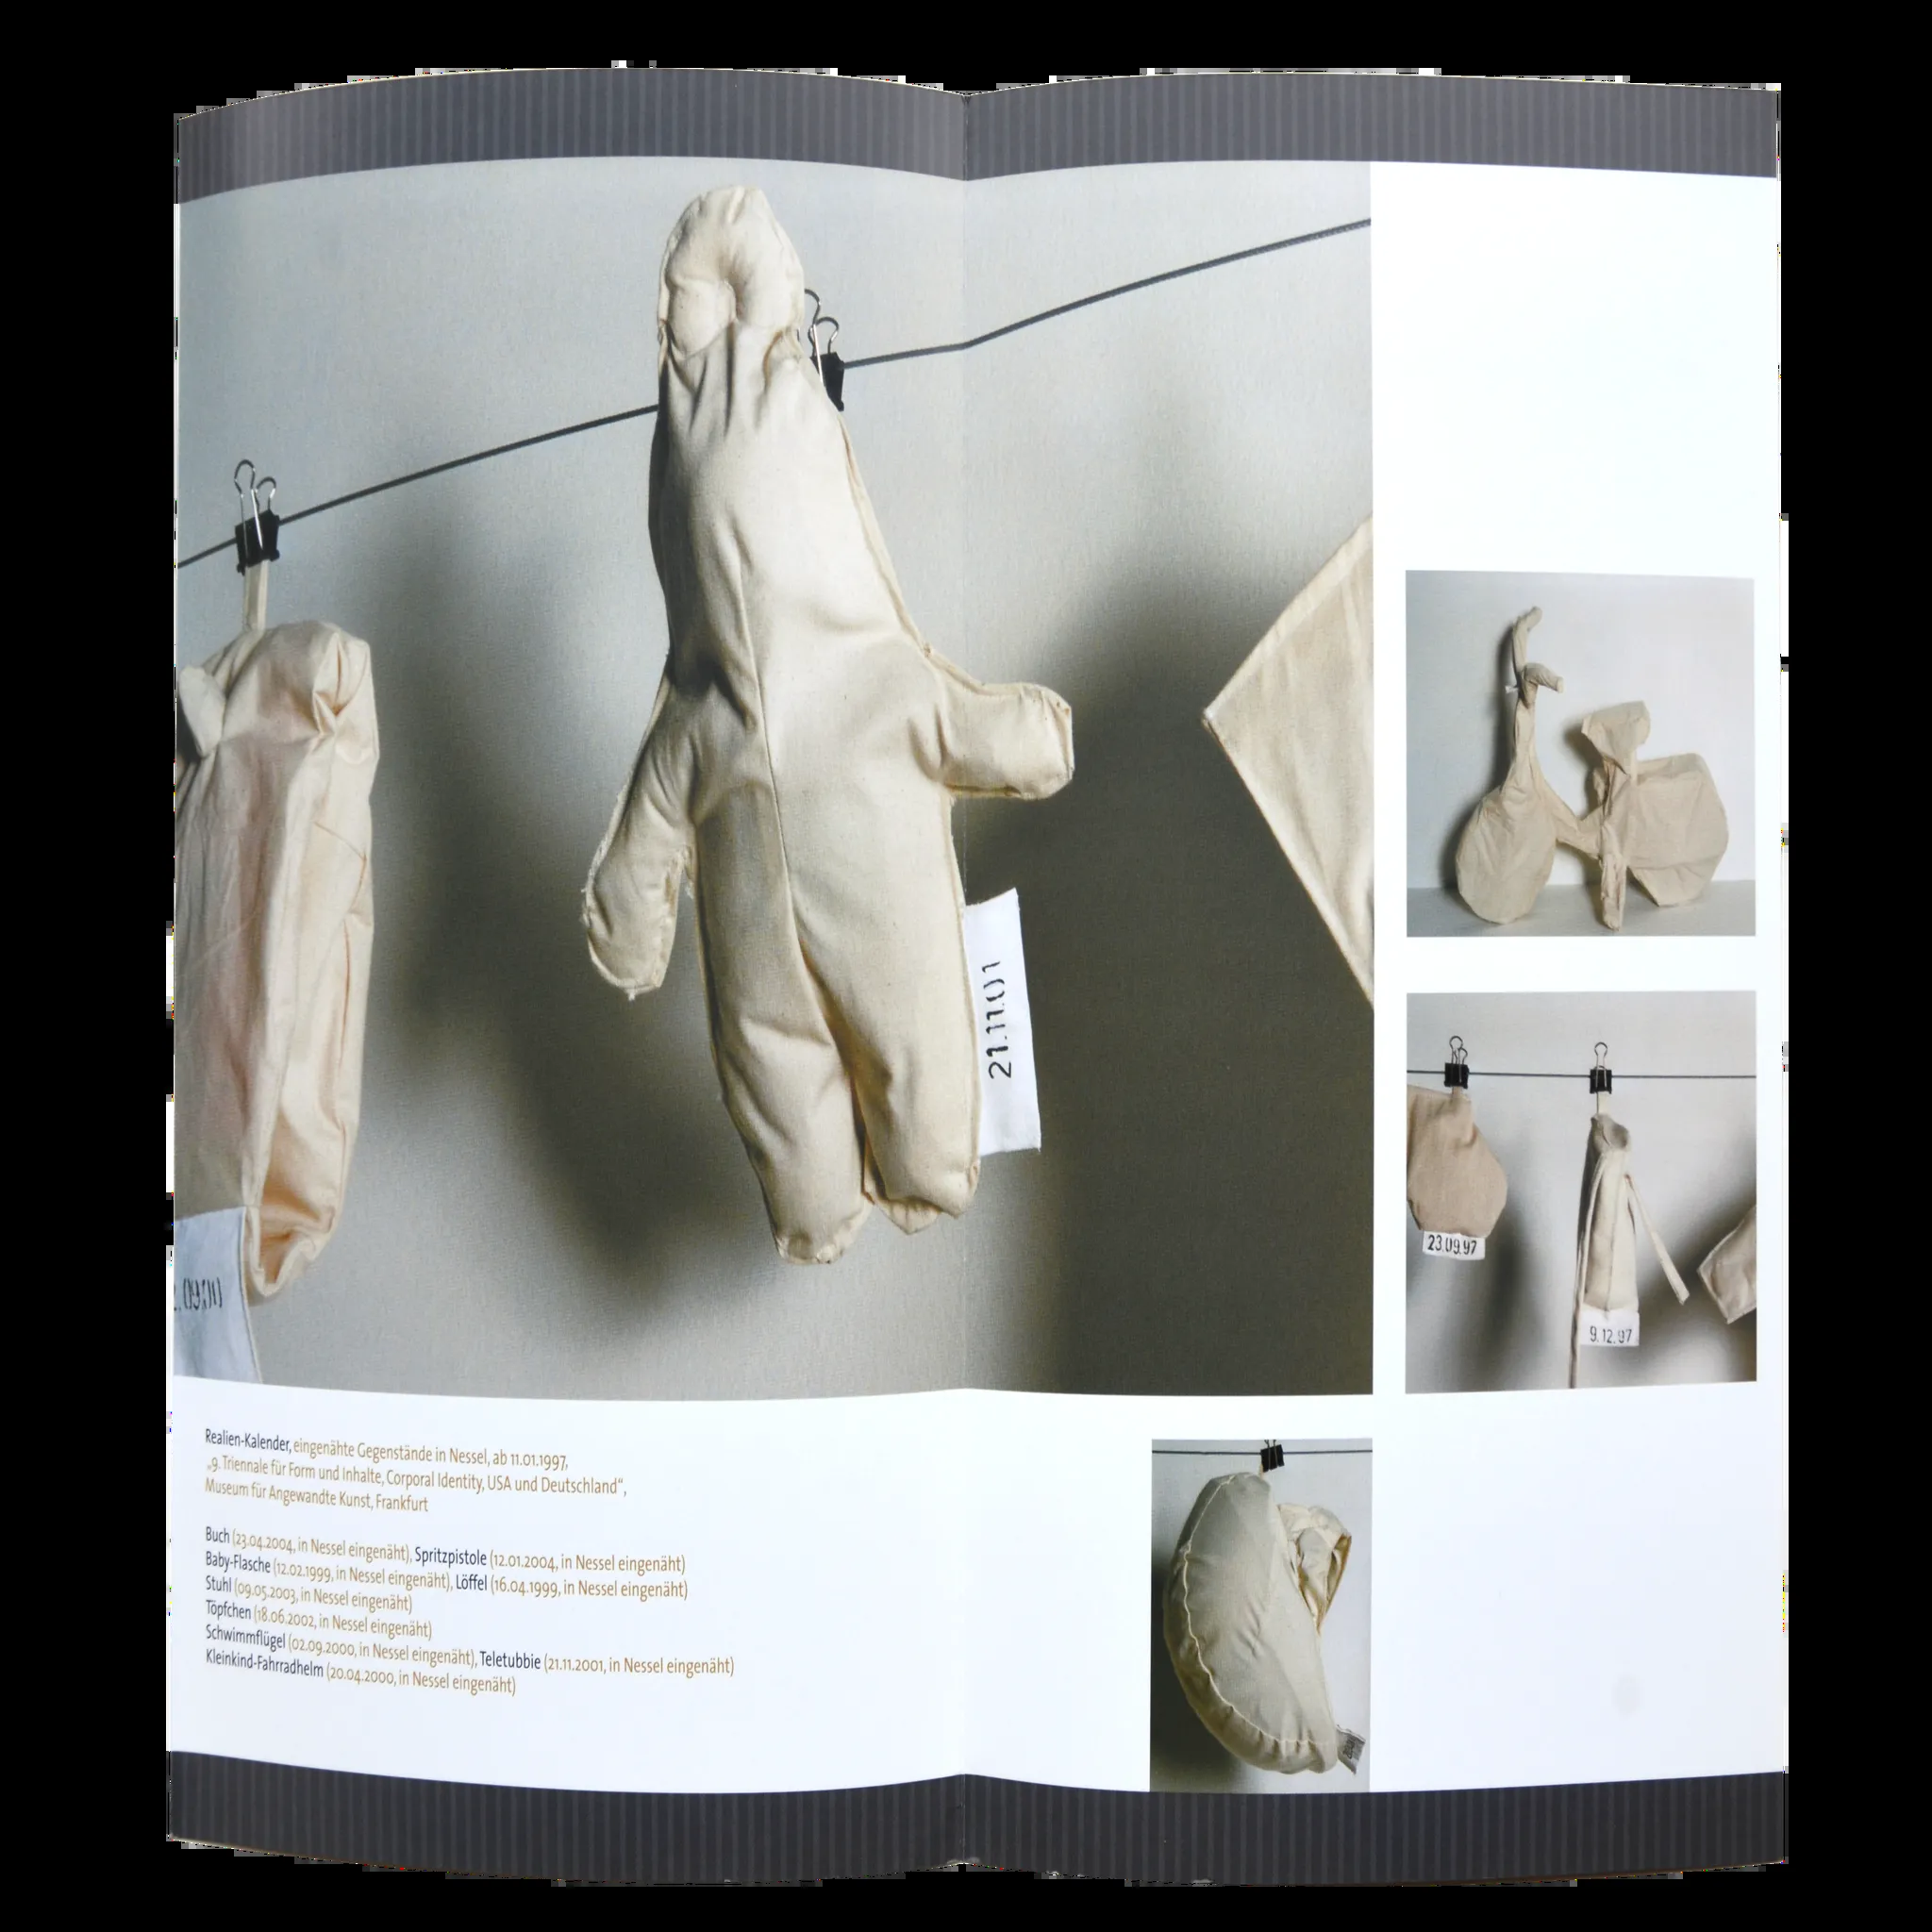 21.11.01
.09.00
23.09.97
9.12.97
Realien-Kalender, eingenähte Gegenstände in Nessel, ab 11.01.1997,
„9. Triennale für Form und Inhalte, Corporal Identity, USA und Deutschland“,
Museum für Angewandte Kunst, Frankfurt
Buch (23.04.2004, in Nessel eingenäht), Spritzpistole (12.01.2004, in Nessel eingenäht)
Baby-Flasche (12.02.1999, in Nessel eingenäht), Löffel (16.04.1999, in Nessel eingenäht)
Stuhl (09.05.2003, in Nessel eingenäht)
Töpfchen (18.06.2002, in Nessel eingenäht)
Schwimmflügel (02.09.2000, in Nessel eingenäht), Teletubbie (21.11.2001, in Nessel eingenäht)
Kleinkind-Fahrradhelm (20.04.2000, in Nessel eingenäht)